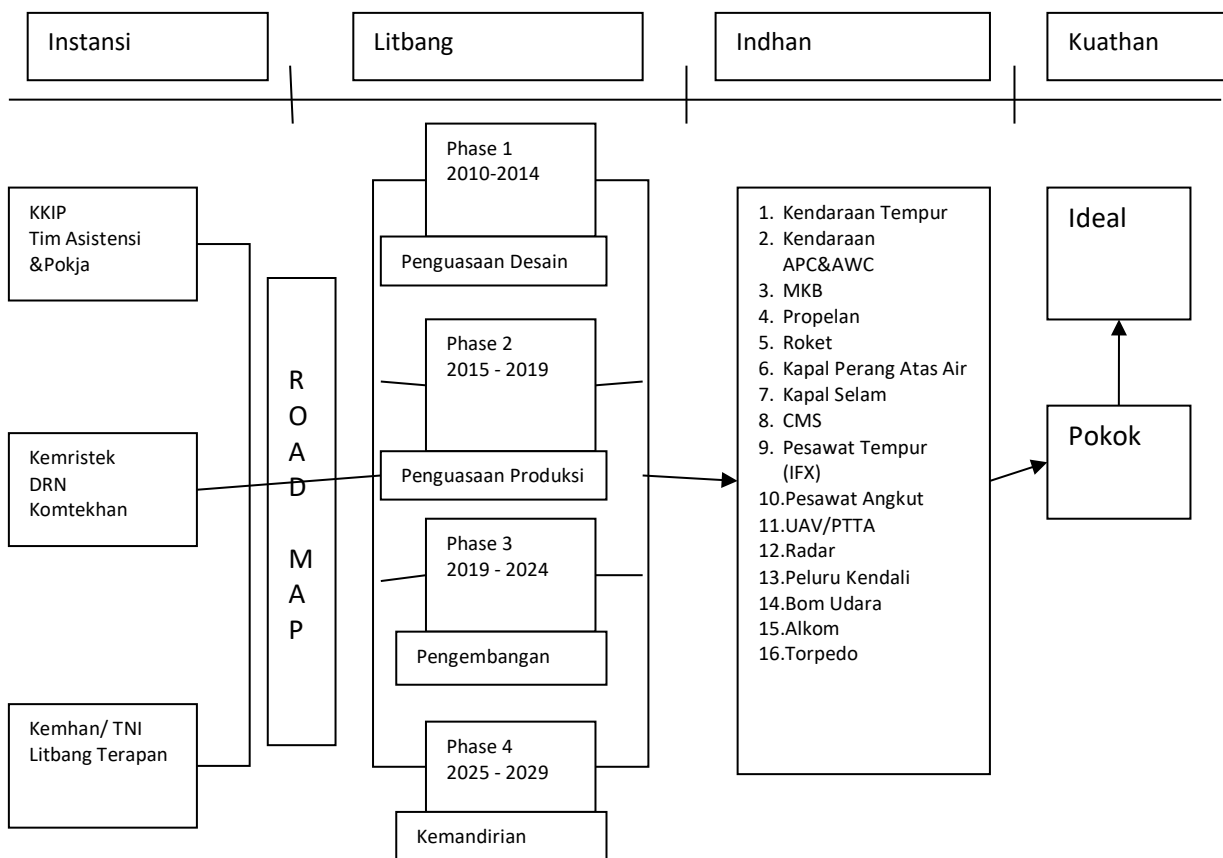 Instansi
Litbang
Indhan
Kuathan
KKIP
Tim Asistensi
&Pokja
Kemristek
DRN
Komtekhan
Kemhan/ TNI
Litbang Terapan
R
O
A
D
M
A
P
Phase 1
2010-2014
Penguasaan Desain
Phase 2
2015 - 2019
Penguasaan Produksi
Phase 3
2019 - 2024
Pengembangan
Phase 4
2025 - 2029
Kemandirian
1. Kendaraan Tempur
2. Kendaraan
APC&AWC
3. MKB
4. Propelan
5. Roket
6. Kapal Perang Atas Air
7. Kapal Selam
8. CMS
9. Pesawat Tempur
(IFX)
10.Pesawat Angkut
11.UAV/PTTA
12.Radar
13.Peluru Kendali
14.Bom Udara
15.Alkom
16.Torpedo
Ideal
Pokok